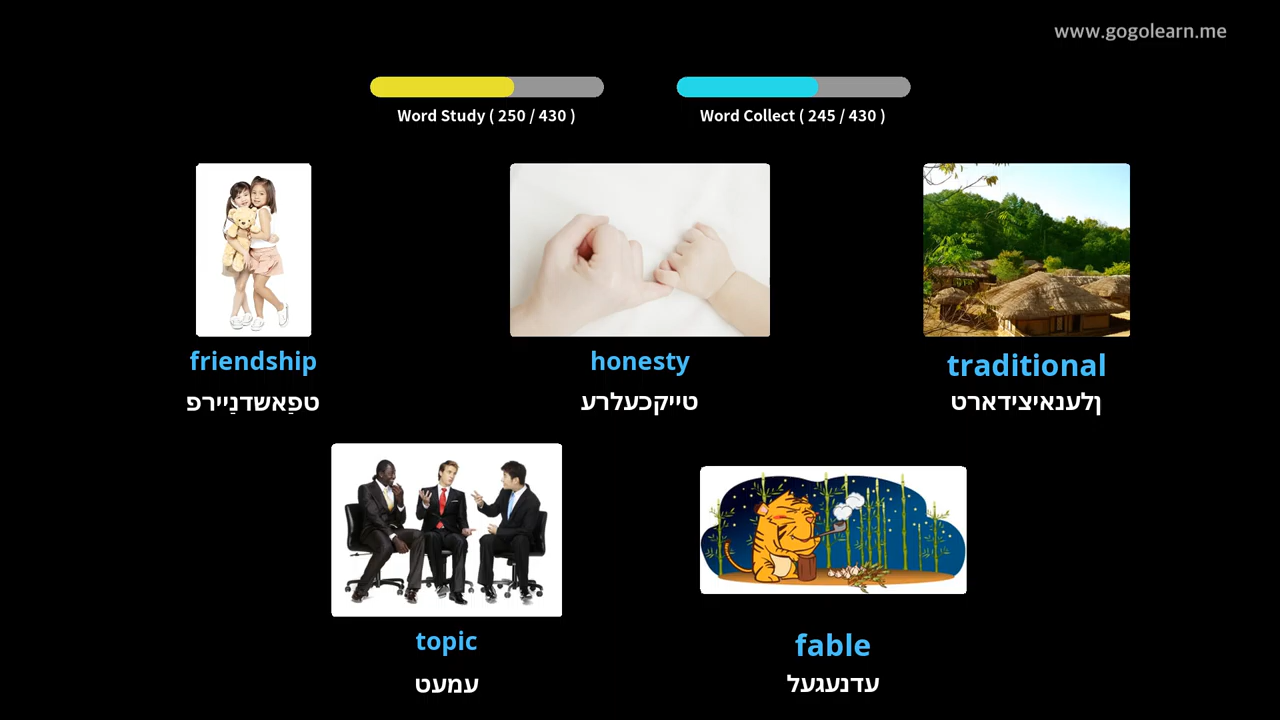 www.gogolearn.me
Word Study ( 250 / 430 )
Word Collect ( 245 / 430 )
friendship
טפַאשדנַיירפ
honesty
טייקכעלרע
traditional
ןלענאיצידארט
topic
עמעט
fable
עדנעגעל